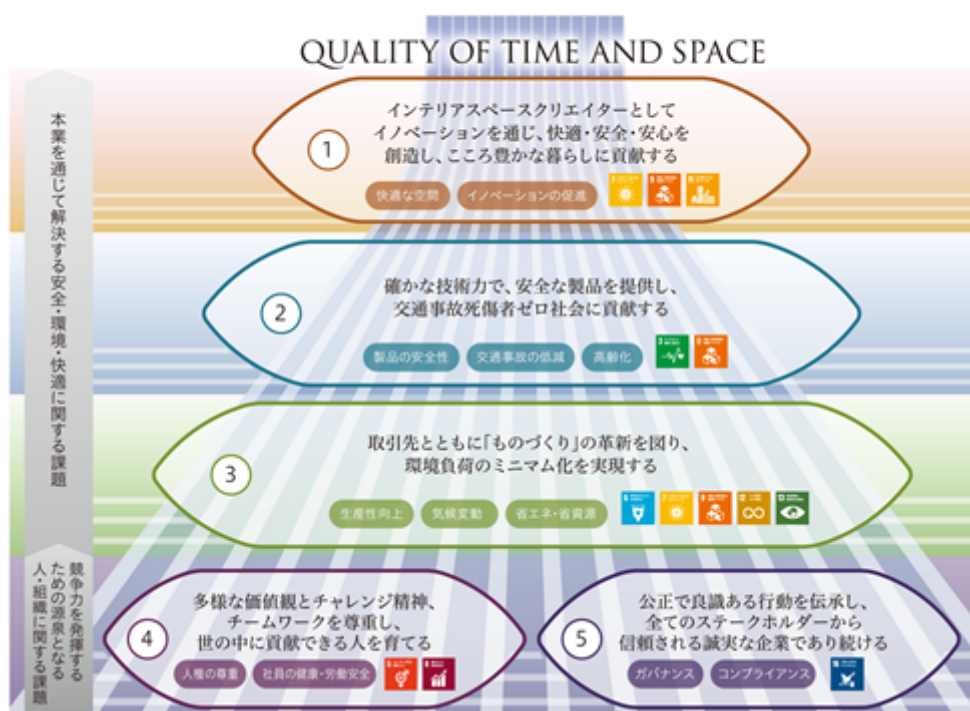 QUALITY OF TIME AND SPACE
本業を通じて解決する安全・環境・快適に関する課題
1
インテリアスペースクリエイターとして
イノベーションを通じ、快適・安全・安心を
創造し、こころ豊かな暮らしに貢献する
快適な空間
イノベーションの促進
2
確かな技術力で、安全な製品を提供し、
交通事故死傷者ゼロ社会に貢献する
製品の安全性
交通事故の低減
高齢化
3
取引先とともに「ものづくり」の革新を図り、
環境負荷のミニマム化を実現する
生産性向上
気候変動
省エネ・省資源
競争力を発揮する
ための源泉となる
人・組織に関する課題
4
多様な価値観とチャレンジ精神、
チームワークを尊重し、
世の中に貢献できる人を育てる
人権の尊重
社員の健康・労働安全
5
公正で良識ある行動を伝承し、
全てのステークホルダーから
信頼される誠実な企業であり続ける
ガバナンス
コンプライアンス